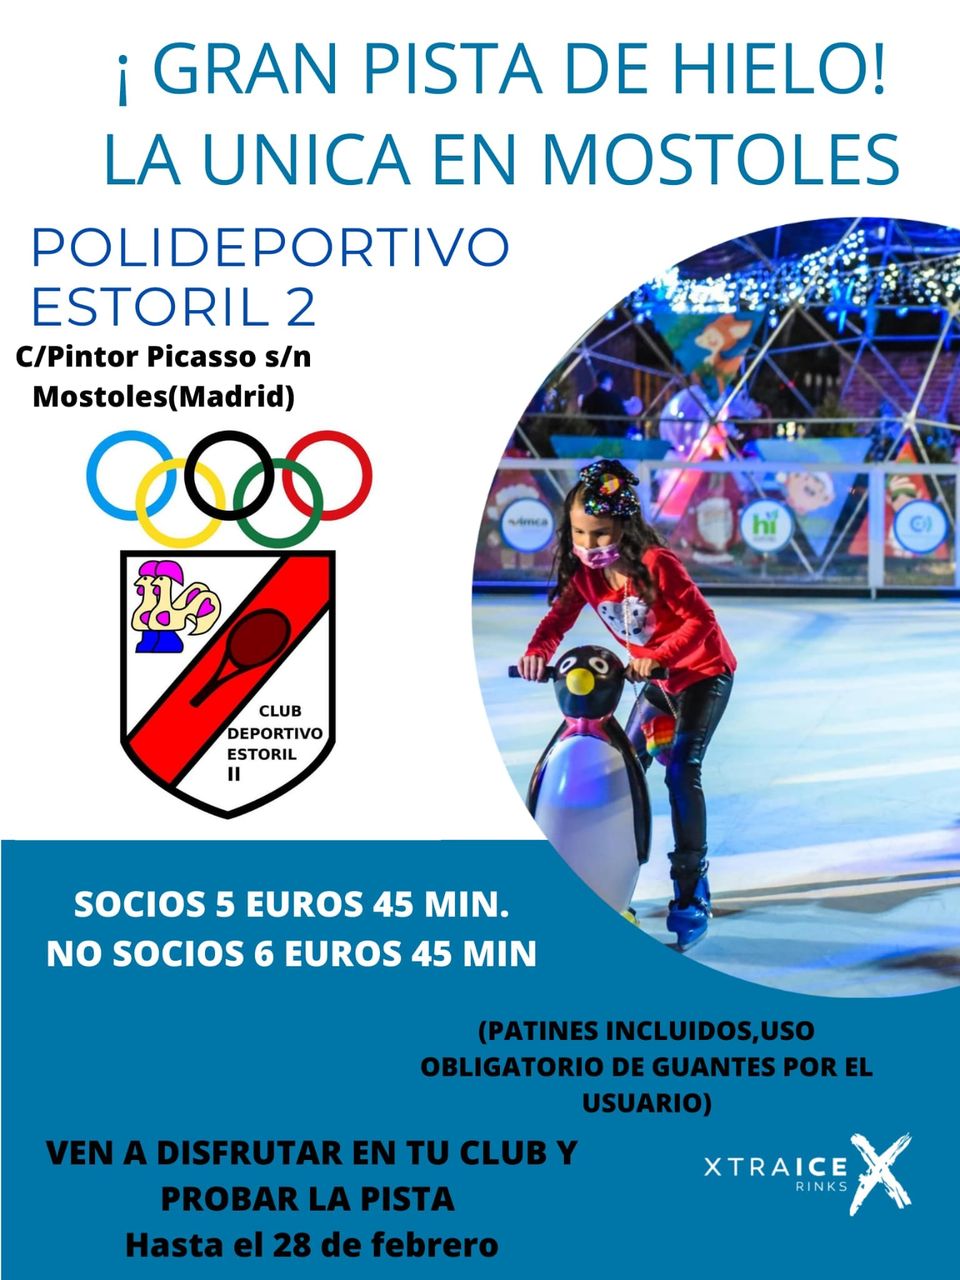 ¡ GRAN PISTA DE HIELO!
LA UNICA EN MOSTOLES
POLIDEPORTIVO
ESTORIL 2
C/Pintor Picasso s/n
Mostoles(Madrid)
CLUB
DEPORTIVO
ESTORIL
II
vimca
hi
SOCIOS 5 EUROS 45 MIN.
NO SOCIOS 6 EUROS 45 MIN
(PATINES INCLUIDOS,USO
OBLIGATORIO DE GUANTES POR EL
USUARIO)
VEN A DISFRUTAR EN TU CLUB Y
PROBAR LA PISTA
Hasta el 28 de febrero
XTRAICE
RINKS